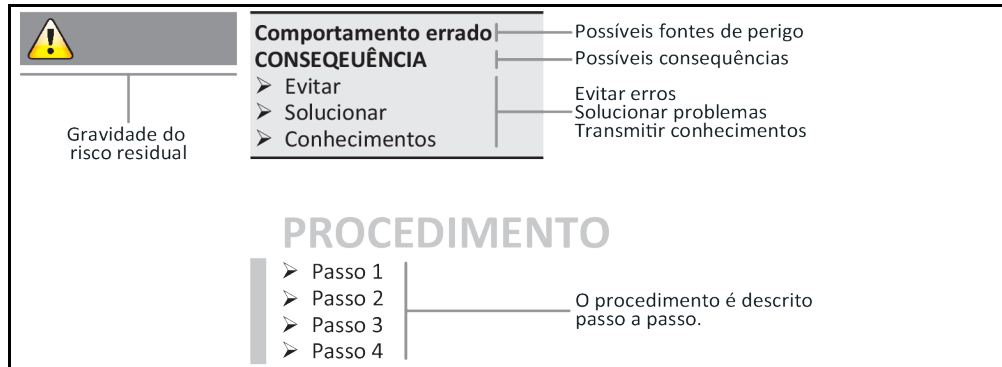 Comportamento errado
Possíveis fontes de perigo
CONSEQEUÊNCIA
Possíveis consequências
➢ Evitar
➢ Solucionar
➢ Conhecimentos
Evitar erros
Solucionar problemas
Transmitir conhecimentos
Gravidade do
risco residual
PROCEDIMENTO
➢ Passo 1
➢ Passo 2
➢ Passo 3
➢ Passo 4
O procedimento é descrito
passo a passo.